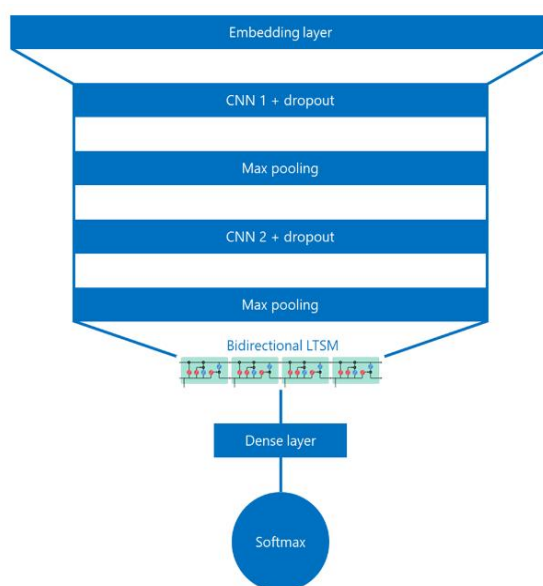 Embedding layer
CNN 1 + dropout
Max pooling
CNN 2 + dropout
Max pooling
Bidirectional LTSM
Dense layer
Softmax